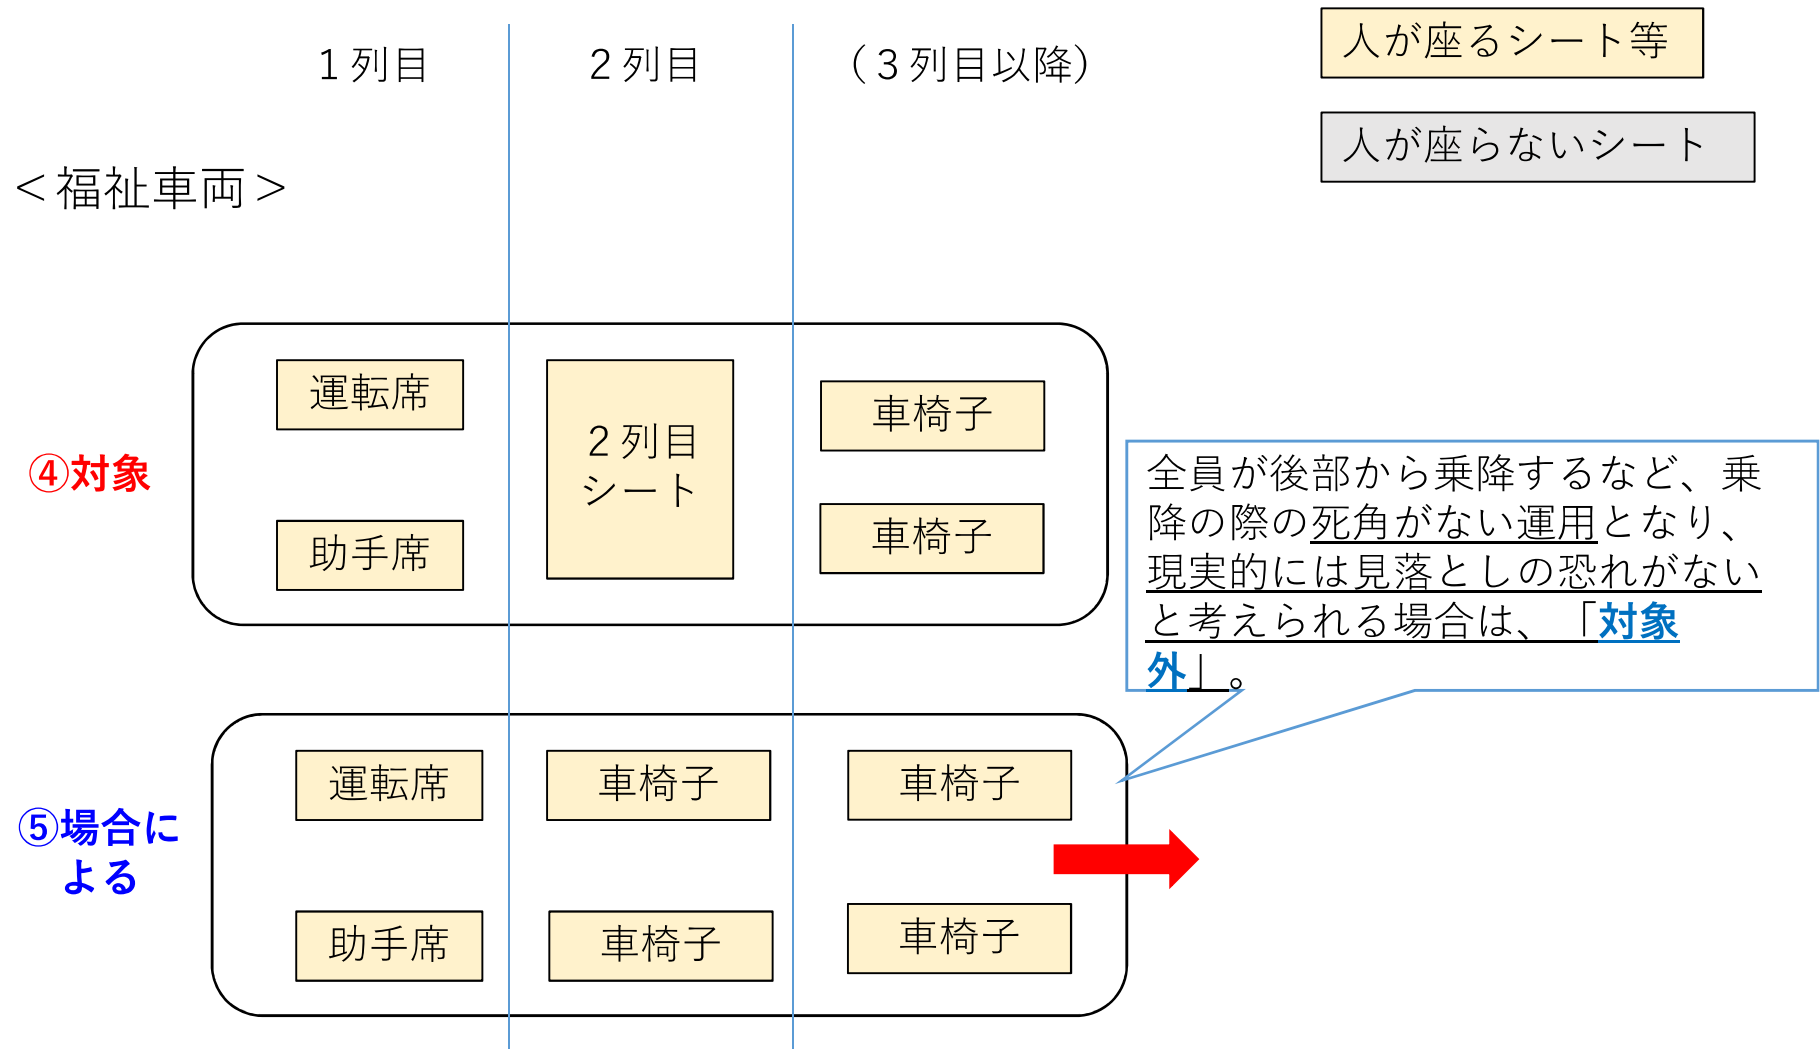 1列目
2列目
（3列目以降）
人が座るシート等
人が座らないシート
＜福祉車両＞
④対象
運転席
助手席
2列目
シート
車椅子
車椅子
全員が後部から乗降するなど、乗
降の際の死角がない運用となり、
現実的には見落としの恐れがない
と考えられる場合は、「対象
外」。
⑤場合に
よる
運転席
車椅子
車椅子
助手席
車椅子
車椅子